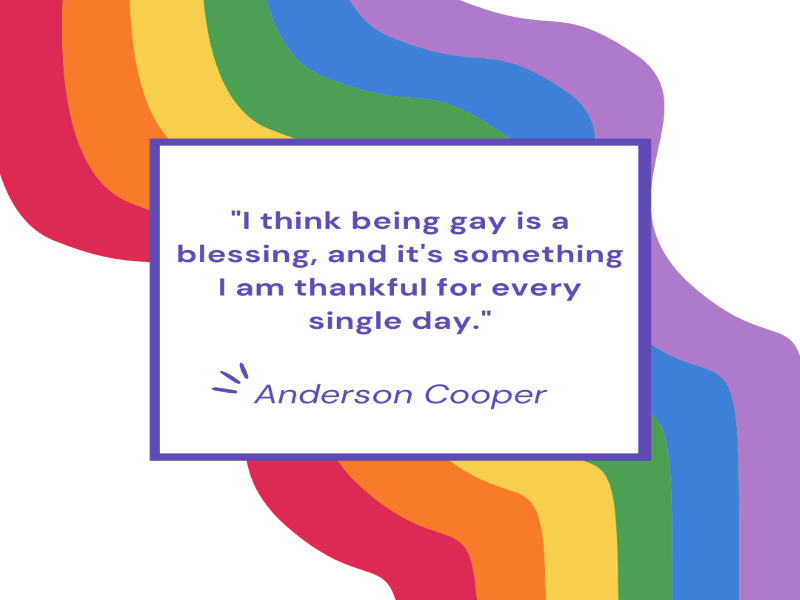 "I think being gay is a
blessing, and it's something
I am thankful for every
single day."
Anderson Cooper